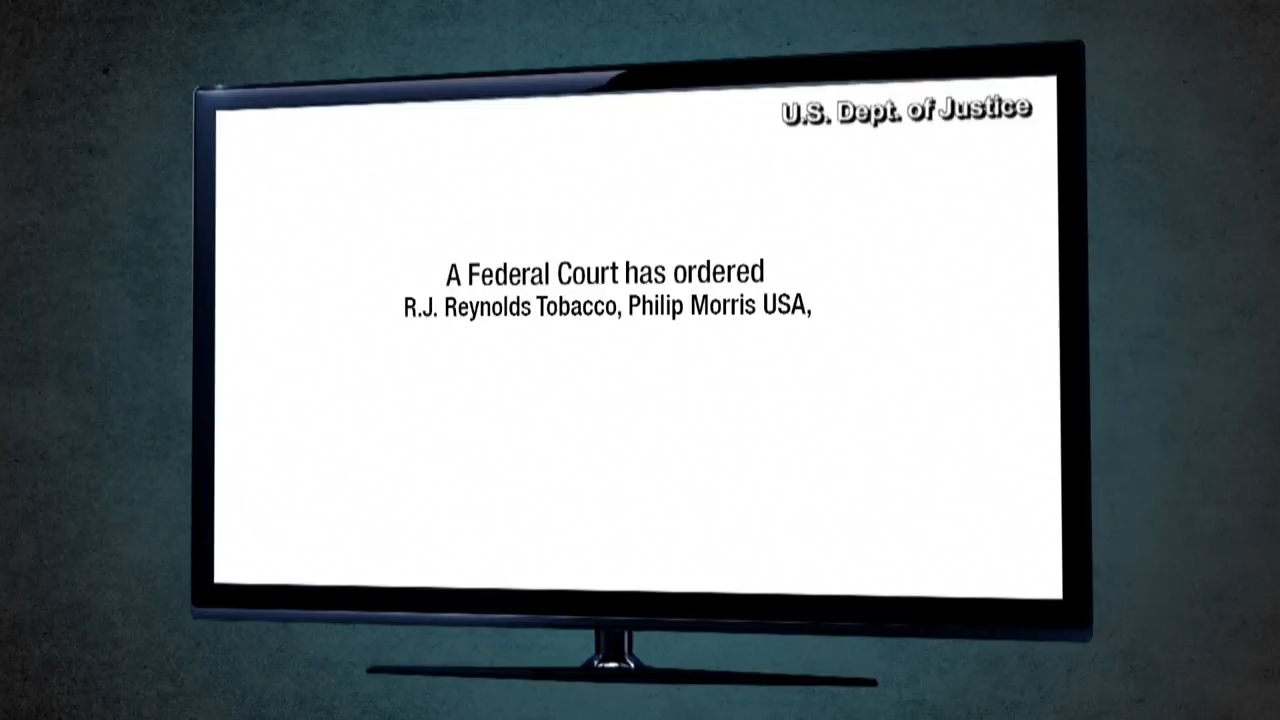 U.S. Dept. of Justice
A Federal Court has ordered
R.J. Reynolds Tobacco, Philip Morris USA,